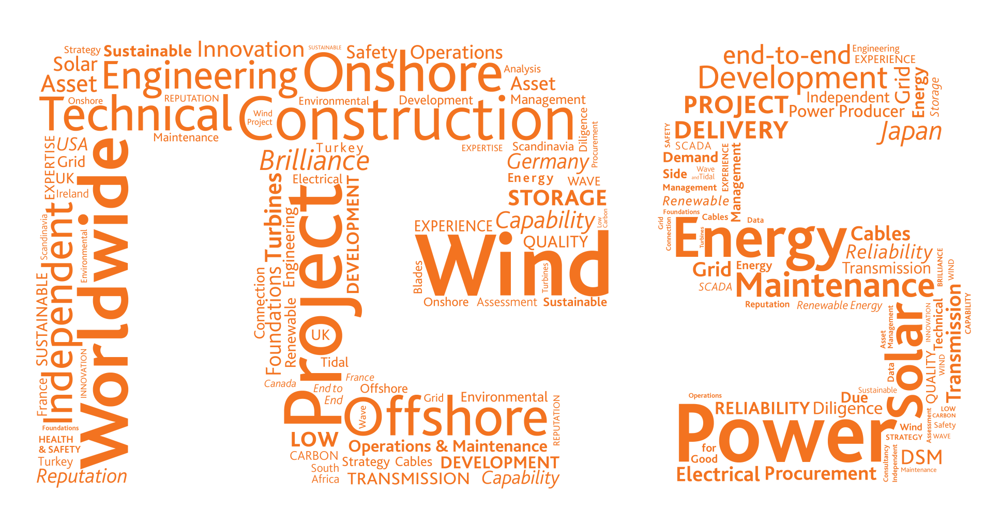 Strategy
Sustainable
Innovation
SUSTAINABLE
Safety
Operations
Solar
Engineering
Onshore
Analysis
Asset
Asset
Technical
Onshore
REPUTATION
Construction
Environmental
Development
Management
Wind
Project
Maintenance
Diligence
Procurement
EXPERTISE
USA
Grid
UK
Ireland
Worldwide
Independent
Scandinavia
Environmental
SUSTAINABLE
INNOVATION
France
Foundations
HEALTH
& SAFETY
Turkey
Reputation
Turkey
Brilliance
EXPERTISE
Scandinavia
Germany
Energy
WAVE
STORAGE
Capability
Low
Carbon
EXPERIENCE
QUALITY
Wind
Blades
Turbines
Onshore
Assessment
Sustainable
Electrical
Turbines
Project
DEVELOPMENT
Engineering
Connection
Foundations
Renewable
UK
Tidal
France
Canada
End to
End
Offshore
Grid
Environmental
Offshore
Wave
REPUTATION
LOW
CARBON
Operations & Maintenance
Strategy
Cables
DEVELOPMENT
South
Africa
TRANSMISSION
Capability
end-to-end
Engineering
EXPERIENCE
Development
Grid
Energy
Storage
PROJECT
Independent
Power Producer
DELIVERY
Japan
SAFETY
SCADA
Demand
Side
Management
Wave
and Tidal
EXPERIENCE
Management
Renewable
Foundations
Cables
Data
Grid
Connection
Energy
Turbines
Cables
Reliability
Grid
Energy
Transmission
BRILLIANCE
WIND
SCADA
Maintenance
Reputation
Renewable Energy
Asset
Management
Solar
INNOVATION
Technical
Transmission
CAPABILITY
Data
QUALITY
WIND
Sustainable
Operations
Due
Diligence
RELIABILITY
Power
for
Good
LOW
CARBON
Wind
STRATEGY
Assessment
Safety
WAVE
Consultancy
Independent
DSM
Maintenance
Electrical
Procurement